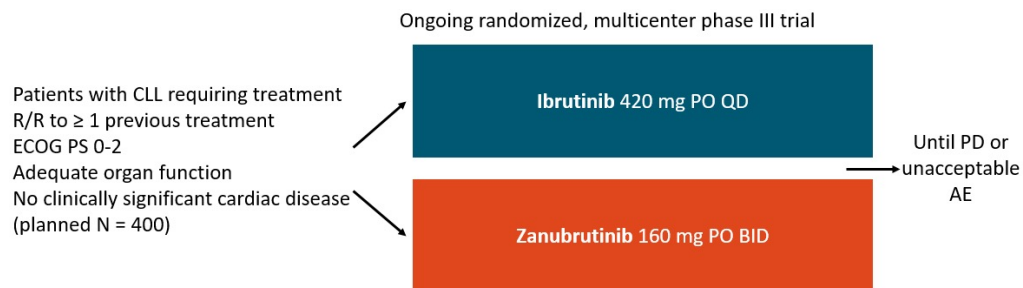 Ongoing randomized, multicenter phase III trial
Patients with CLL requiring treatment
R/R to ≥ 1 previous treatment
ECOG PS 0-2
Adequate organ function
No clinically significant cardiac disease
(planned N = 400)
Ibrutinib 420 mg PO QD
Zanubrutinib 160 mg PO BID
Until PD or
unacceptable
AE